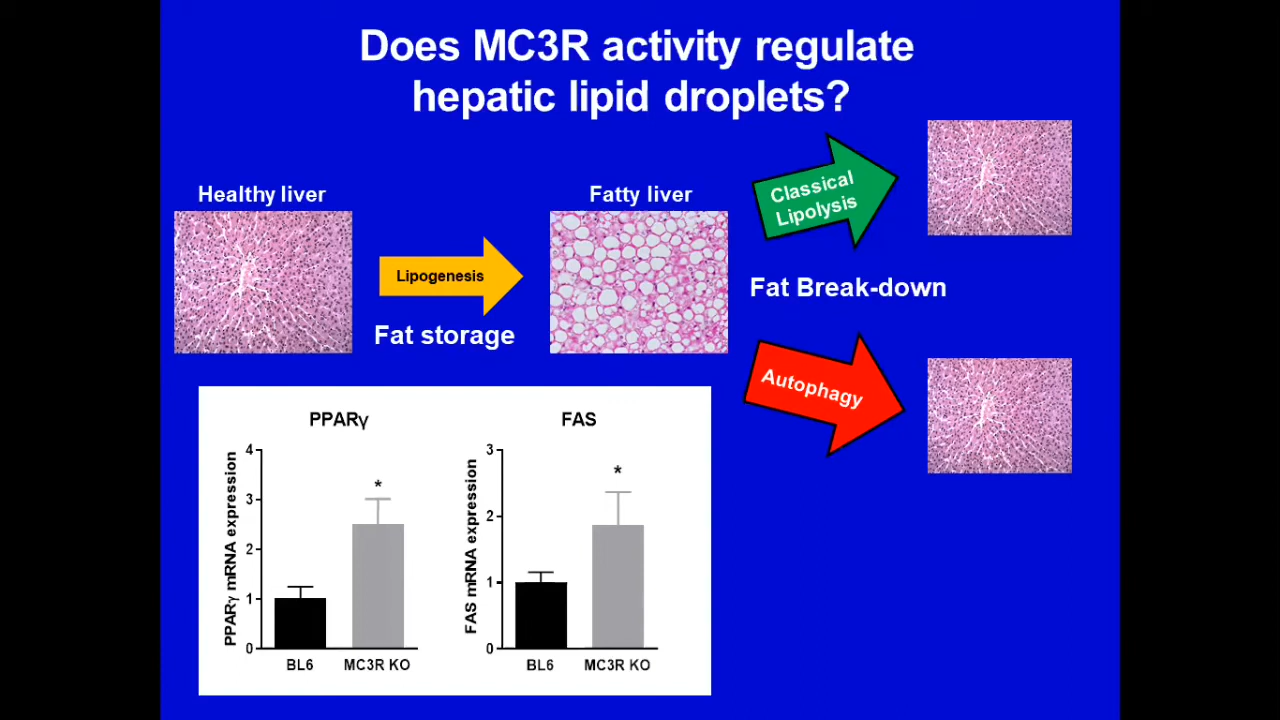 Does MC3R activity regulate
hepatic lipid droplets?
Healthy liver
Lipogenesis
Fat storage
Fatty liver
Classical
Lipolysis
Fat Break-down
Autophagy
PPARγ
PPARγ mRNA expression
4
3
2
1
0
*
BL6
MC3R KO
FAS
FAS mRNA expression
3
2
1
0
*
BL6
MC3R KO